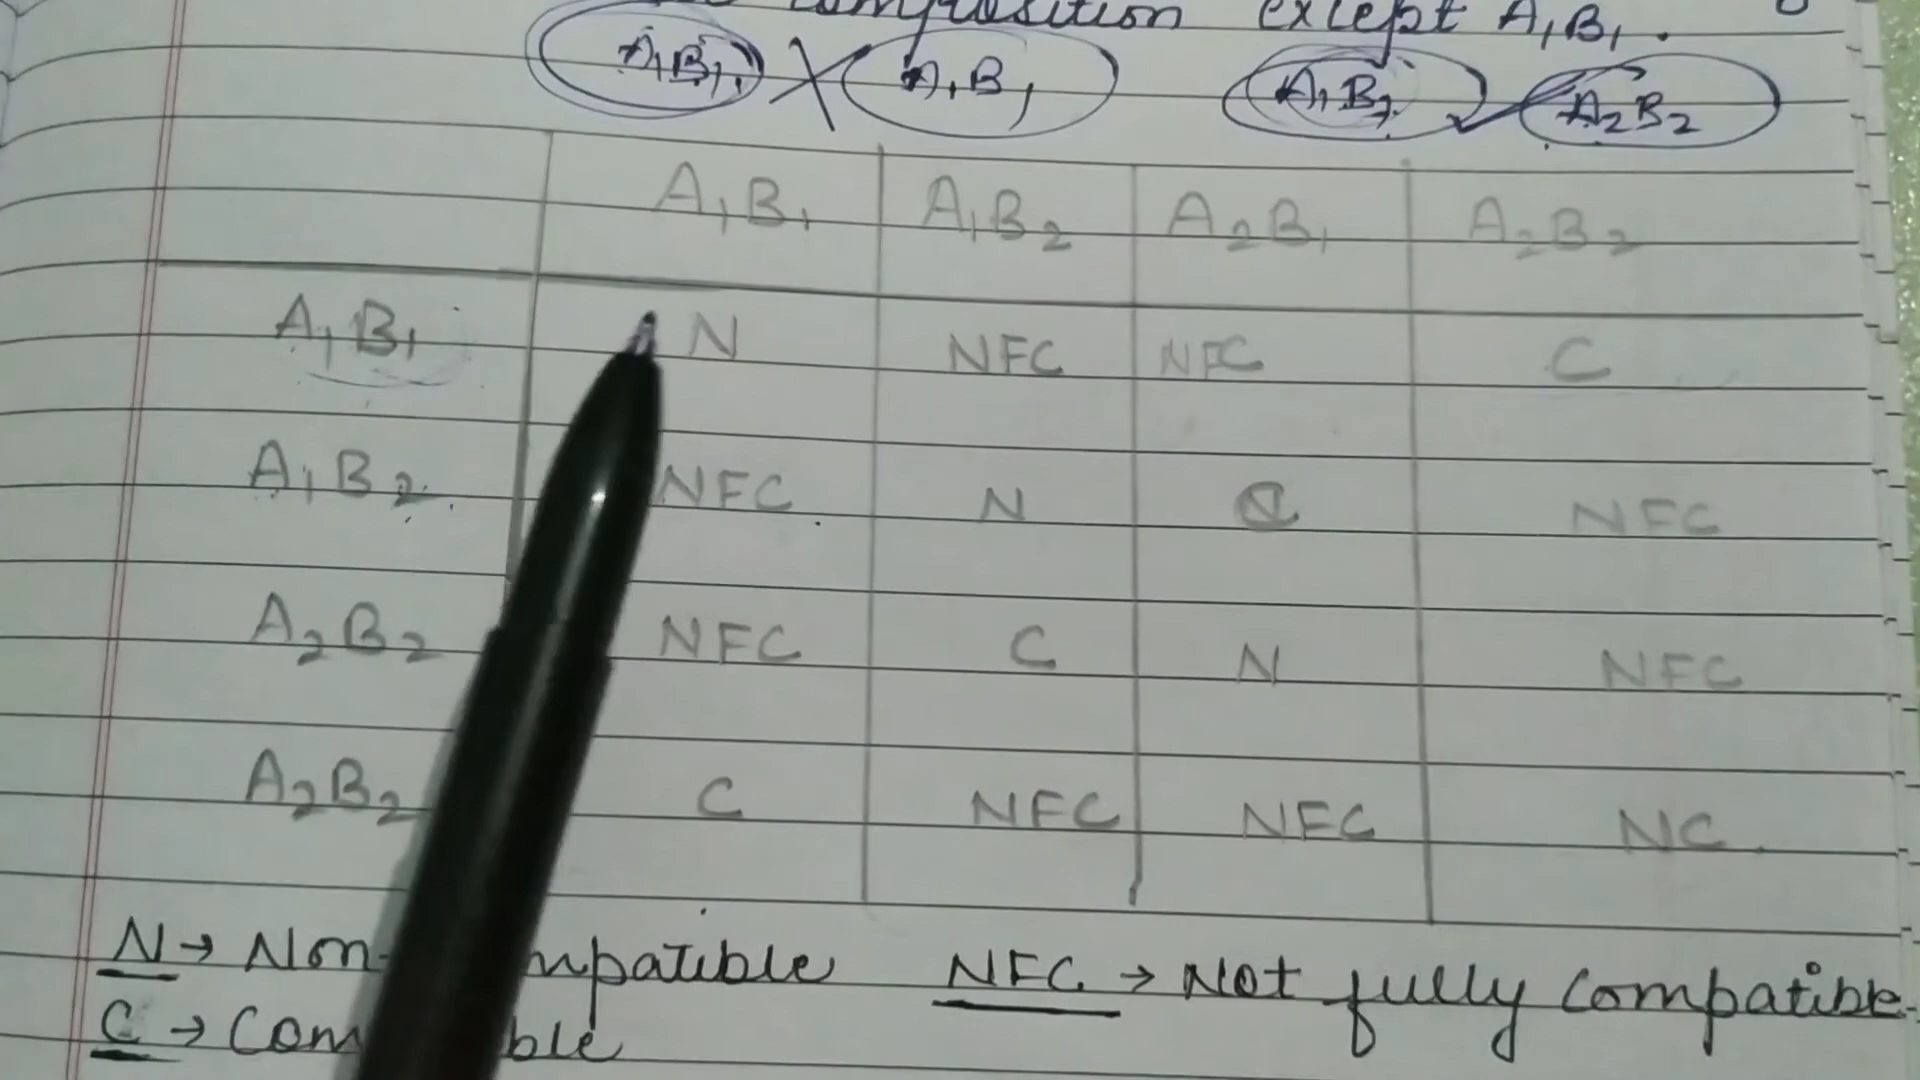 composition except A1B1.
A1B1 A1B1 A1B2 A2B2
A1B1 A1B2 A2B1 A2B2
A1B1 N NFC NFC C
A1B2 NFC N C NFC
A2B2 NFC C N NFC
A2B2 C NFC NFC NC
N → Non- mpatible NFC → Not fully compatible.
C → Com ble